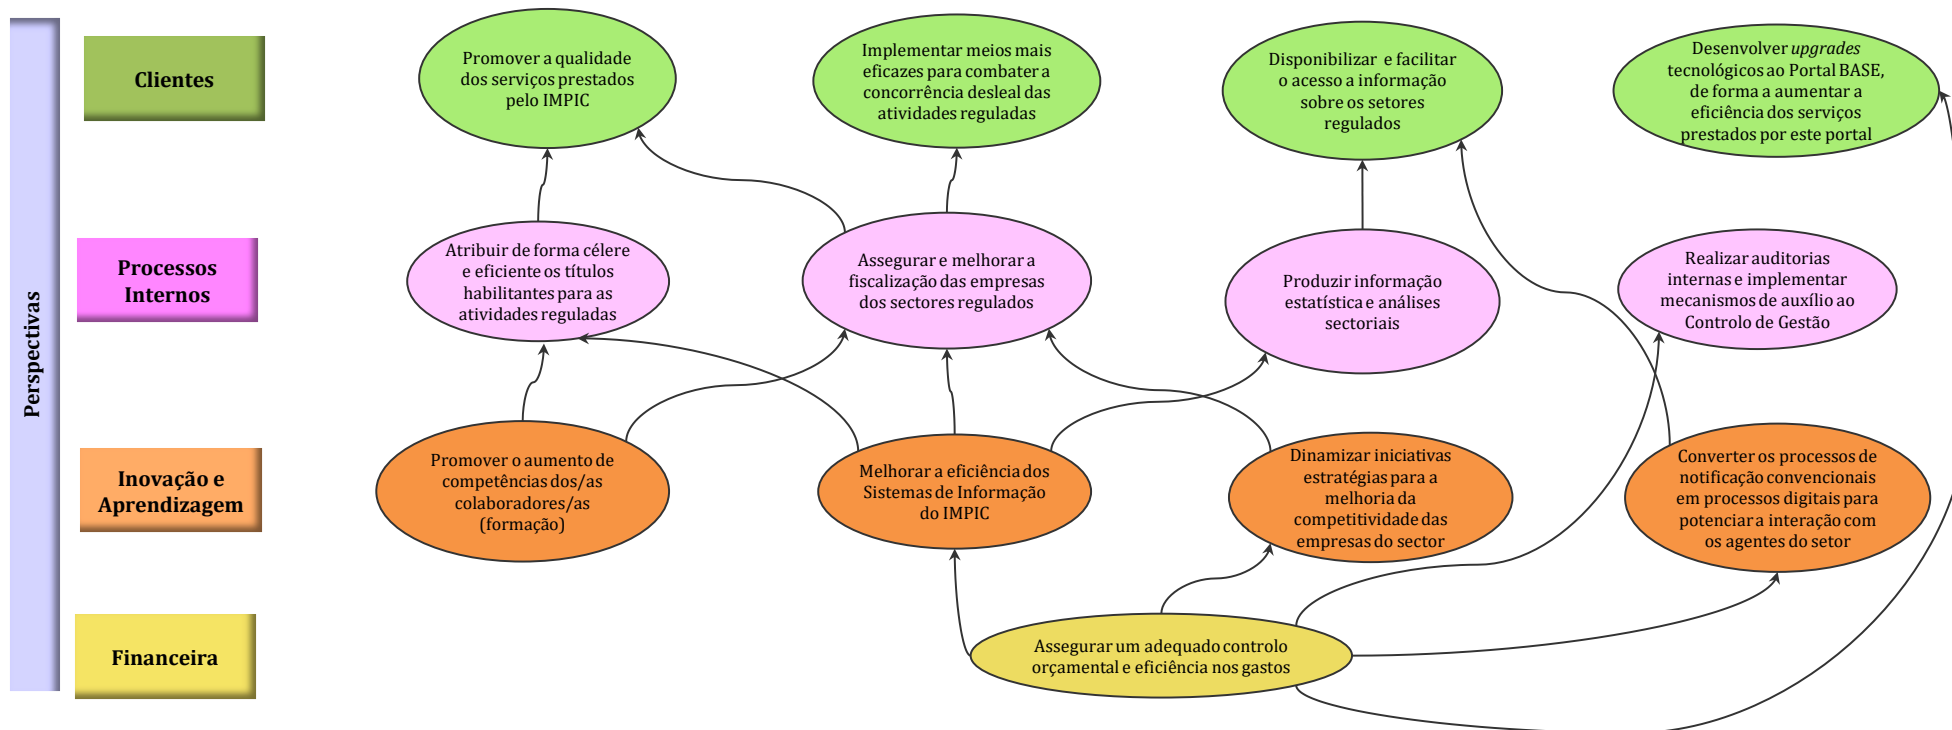 Perspectivas
Clientes
Promover a qualidade
dos serviços prestados
pelo IMPIC
Implementar meios mais
eficazes para combater a
concorrência desleal das
atividades reguladas
Disponibilizar e facilitar
o acesso a informação
sobre os setores
regulados
Desenvolver upgrades
tecnológicos ao Portal BASE,
de forma a aumentar a
eficiência dos serviços
prestados por este portal
Processos
Internos
Atribuir de forma célere
e eficiente os títulos
habilitantes para as
atividades reguladas
Assegurar e melhorar a
fiscalização das empresas
dos sectores regulados
Produzir informação
estatística e análises
sectoriais
Realizar auditorias
internas e implementar
mecanismos de auxílio ao
Controlo de Gestão
Inovação e
Aprendizagem
Promover o aumento de
competências dos/as
colaboradores/as
(formação)
Melhorar a eficiência dos
Sistemas de Informação
do IMPIC
Dinamizar iniciativas
estratégias para a
melhoria da
competitividade das
empresas do sector
Converter os processos de
notificação convencionais
em processos digitais para
potenciar a interação com
os agentes do setor
Financeira
Assegurar um adequado controlo
orçamental e eficiência nos gastos